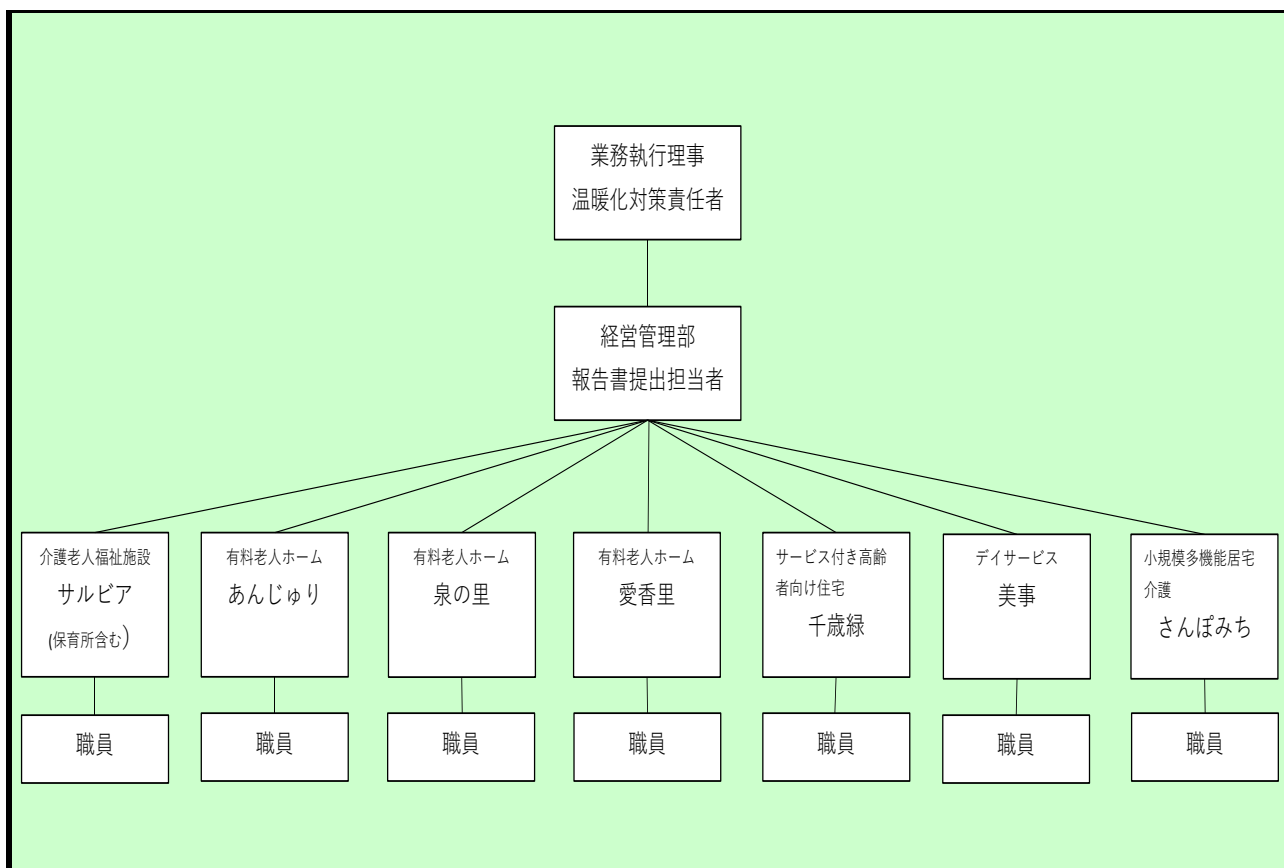 業務執行理事
温暖化対策責任者
経営管理部
報告書提出担当者
介護老人福祉施設
サルビア
(保育所含む)
有料老人ホーム
あんじゅり
有料老人ホーム
泉の里
有料老人ホーム
愛香里
サービス付き高齢
者向け住宅
千歳緑
デイサービス
美事
小規模多機能居宅
介護
さんぽみち
職員
職員
職員
職員
職員
職員
職員